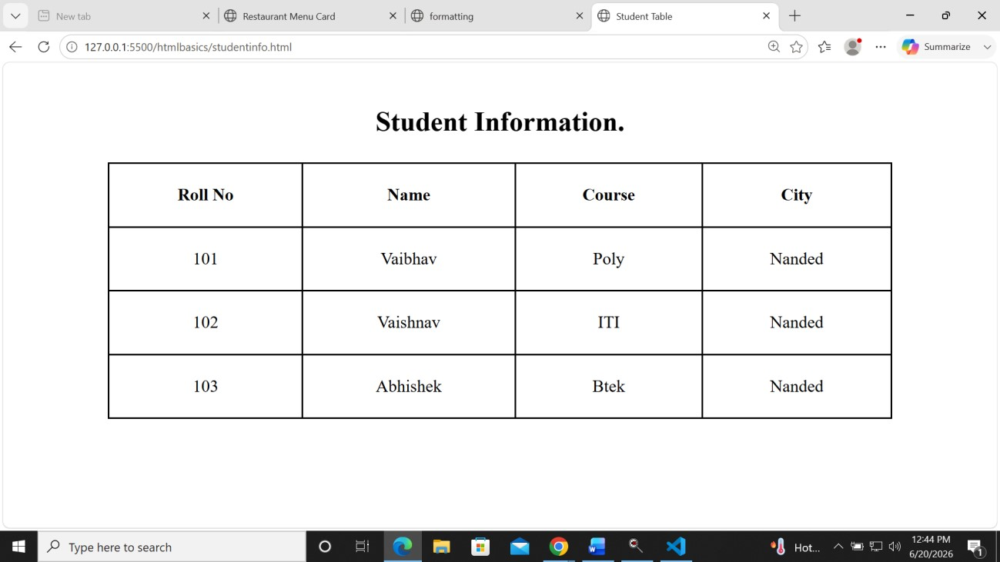 New tab
Restaurant Menu Card
formatting
Student Table
127.0.0.1:5500/htmlbasics/studentinfo.html
Summarize
Student Information.
Roll No Name Course City
101 Vaibhav Poly Nanded
102 Vaishnav ITI Nanded
103 Abhishek Btek Nanded
Type here to search
Hot...
12:44 PM
6/20/2026
1